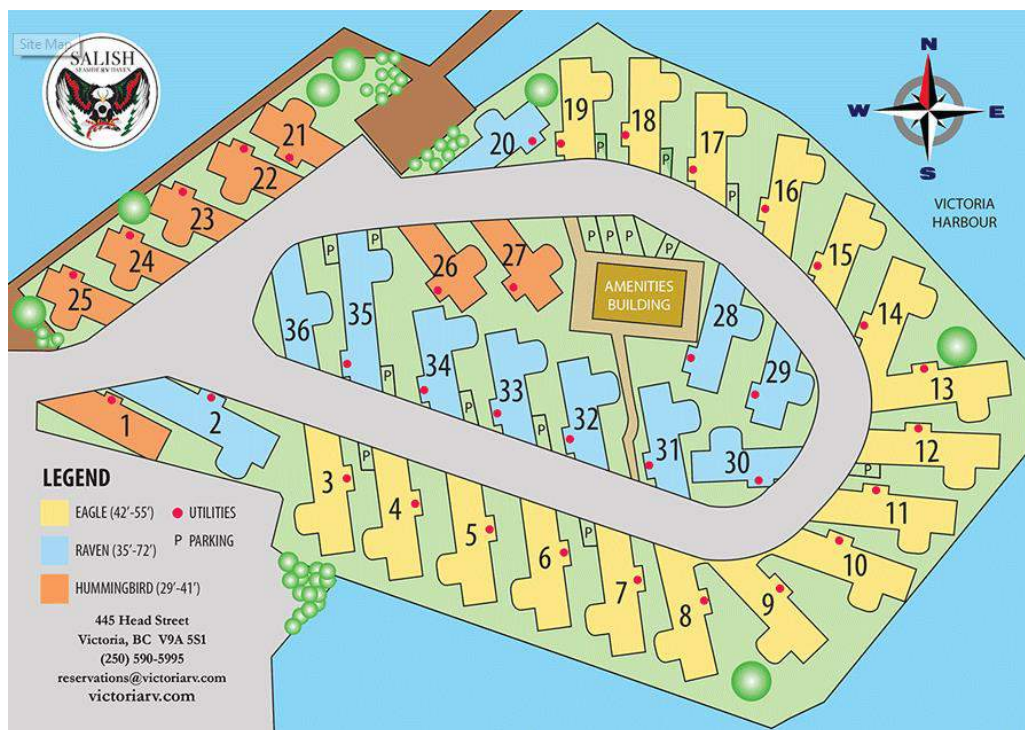 Site Map
SALISH
SEASIDE RV HAVEN
N
W E
S
VICTORIA
HARBOUR
19
18
17
20
21
16
22
23
15
24
26
27
AMENITIES
BUILDING
25
14
36
35
28
34
29
13
33
32
1
2
31
30
12
3
4
11
5
6
10
7
8
9
P
P
P
P P P P
P
P
P
P
P
P
P
P
P
LEGEND
EAGLE (42'-55') UTILITIES
RAVEN (35'-72') P PARKING
HUMMINGBIRD (29'-41')
445 Head Street
Victoria, BC V9A 5S1
(250) 590-5995
reservations@victoriarv.com
victoriarv.com